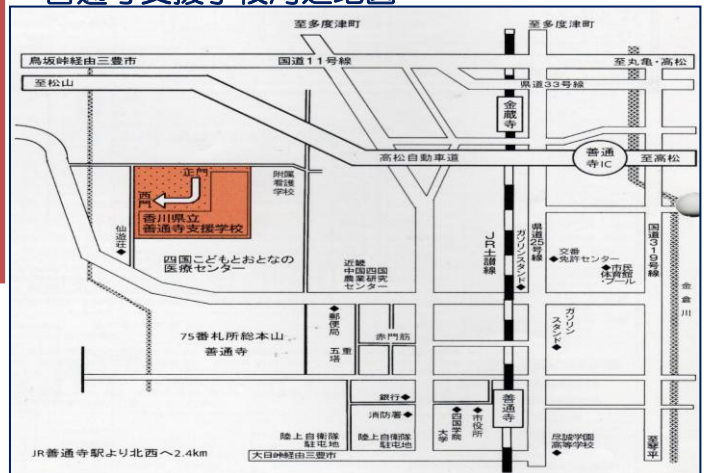 善通寺支援学校周辺地図
至多度津町
至多度津町
鳥坂峠経由三豊市
国道11号線
至丸亀・高松
至松山
県道33号線
金蔵寺
高松自動車道
善通
寺IC
至高松
正門
西門
附属
看護
学校
香川県立
善通寺支援学校
仙遊荘
四国こどもとおとなの
医療センター
近畿
中国四国
農業研究
センター
JR土讃線
ガソリンスタンド
県道25号線
交番
免許センター
市民
体育館
・プール
国道319号線
金倉川
75番札所総本山
善通寺
郵便局
五重塔
赤門筋
ガソリン
スタンド
善通寺
銀行
消防署
四国学院
大学
市役所
陸上自衛隊
駐屯地
陸上自衛隊
駐屯地
尽誠学園
高等学校
至琴平
JR善通寺駅より北西へ2.4km
大日峠経由三豊市